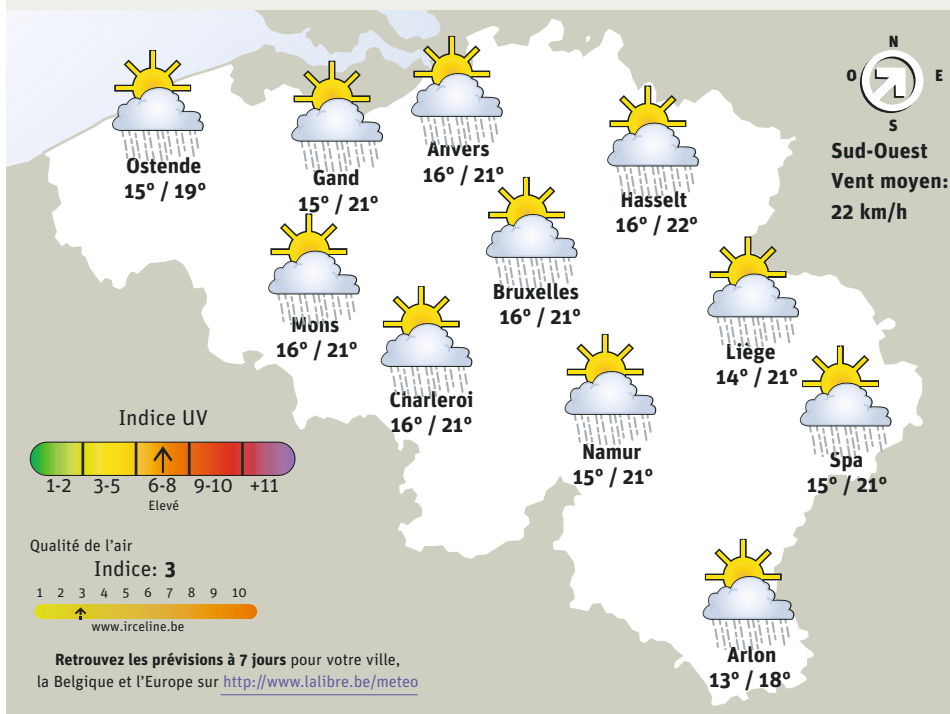 N
O E
S
Sud-Ouest
Vent moyen:
22 km/h
Ostende
15° / 19°
Gand
15° / 21°
Anvers
16° / 21°
Hasselt
16° / 22°
Mons
16° / 21°
Bruxelles
16° / 21°
Liège
14° / 21°
Charleroi
16° / 21°
Namur
15° / 21°
Spa
15° / 21°
Arlon
13° / 18°
Indice UV
1-2 3-5 6-8 9-10 +11
Elevé
Qualité de l'air
Indice: 3
1 2 3 4 5 6 7 8 9 10
www.irceline.be
Retrouvez les prévisions à 7 jours pour votre ville,
la Belgique et l'Europe sur http://www.lalibre.be/meteo